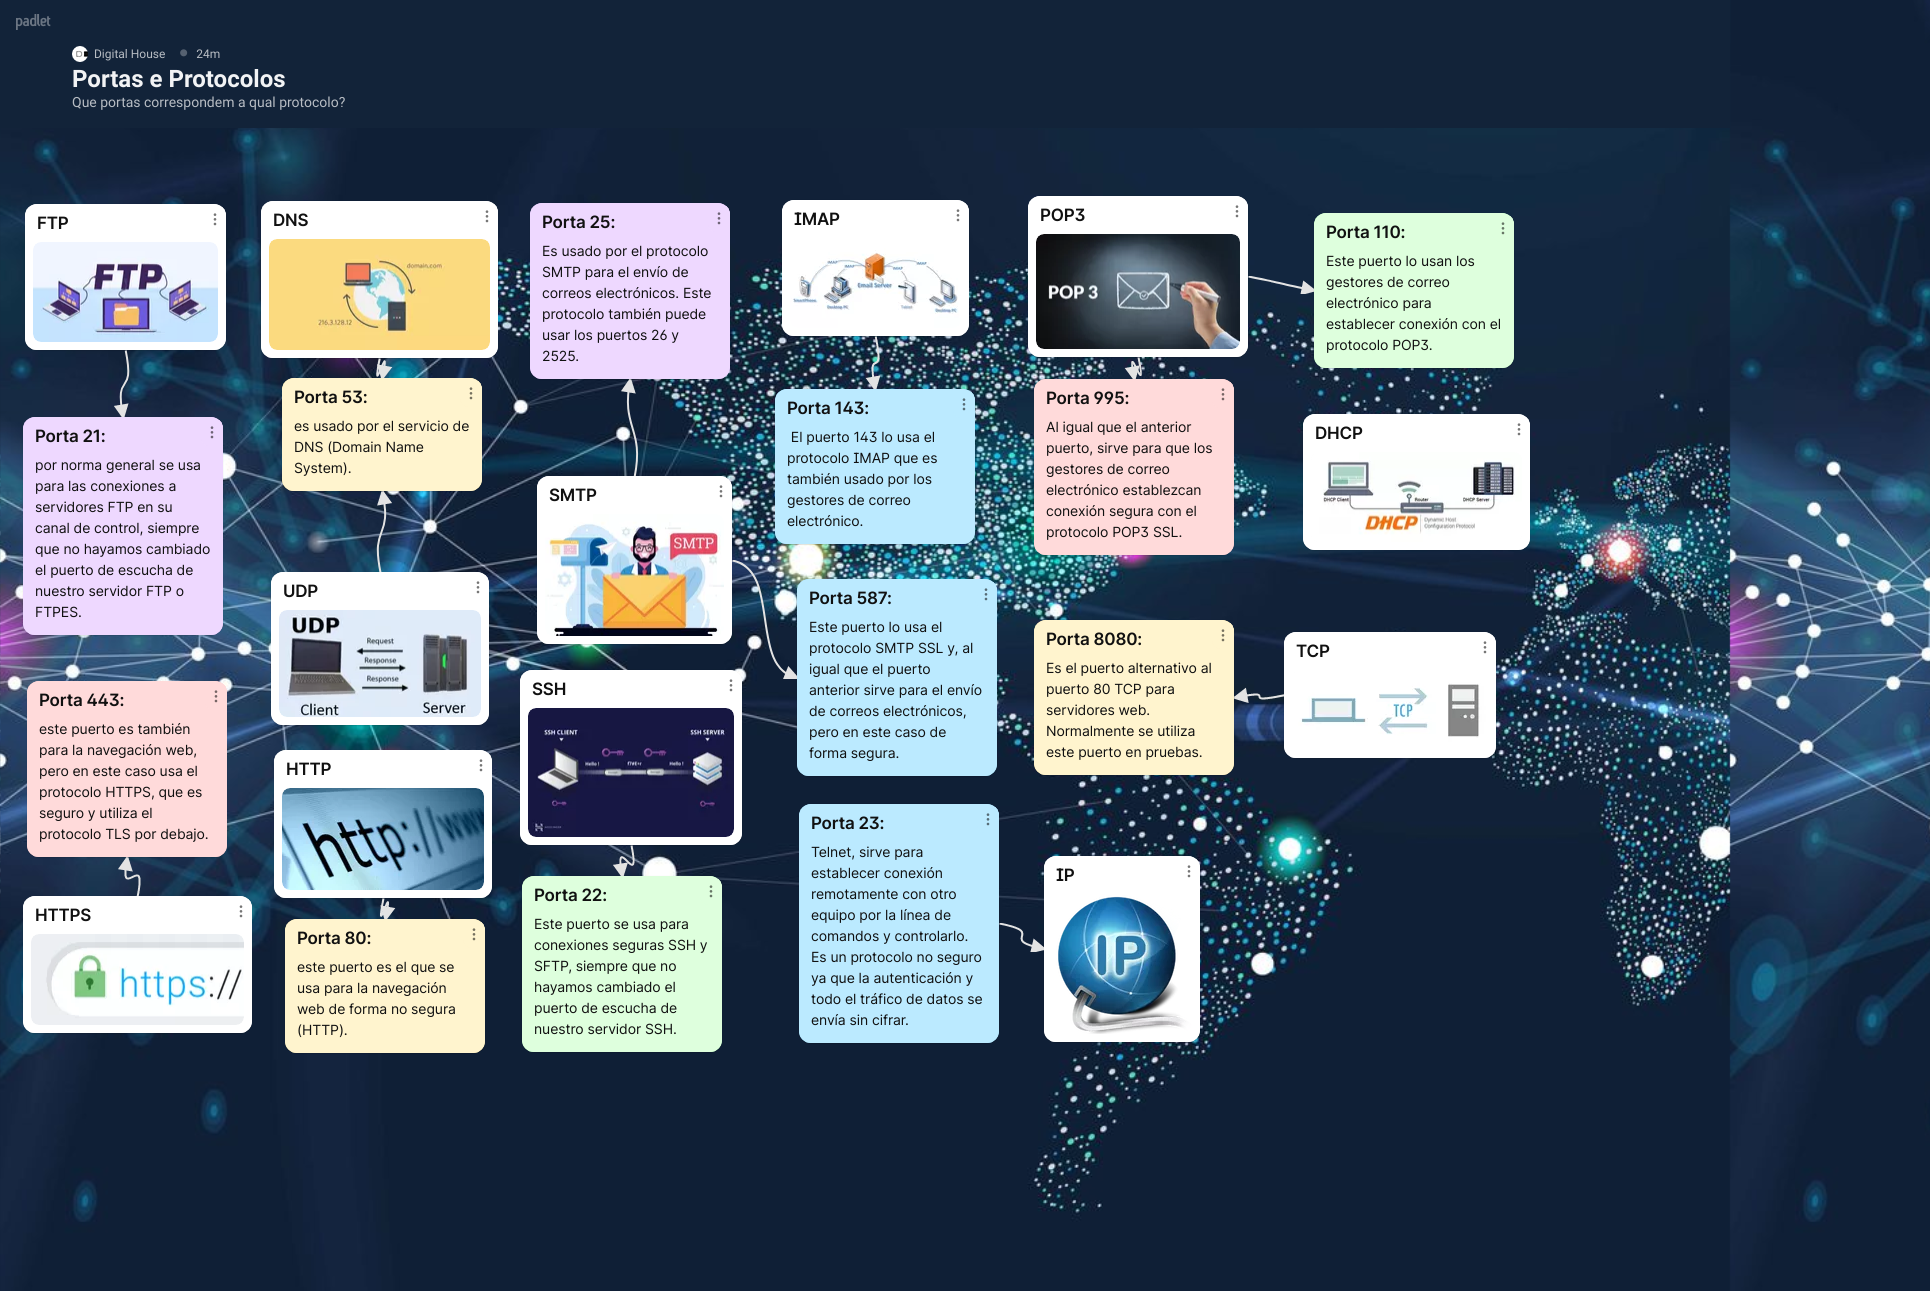 padlet
Digital House
24m
Portas e Protocolos
Que portas correspondem a qual protocolo?
FTP
FTP
Porta 21:
por norma general se usa
para las conexiones a
servidores FTP en su
canal de control, siempre
que no hayamos cambiado
el puerto de escucha de
nuestro servidor FTP o
FTPES.
Porta 443:
este puerto es también
para la navegación web,
pero en este caso usa el
protocolo HTTPS, que es
seguro y utiliza el
protocolo TLS por debajo.
HTTPS
https://
DNS
domain.com
216.3.128.12
Porta 53:
es usado por el servicio de
DNS (Domain Name
System).
UDP
UDP
Request
Response
Response
Client
Server
HTTP
http://www
Porta 80:
este puerto es el que se
usa para la navegación
web de forma no segura
(HTTP).
Porta 25:
Es usado por el protocolo
SMTP para el envío de
correos electrónicos. Este
protocolo también puede
usar los puertos 26 y
2525.
SMTP
SMTP
SSH
SSH CLIENT
SSH SERVER
Hello !
Hello !
Porta 22:
Este puerto se usa para
conexiones seguras SSH y
SFTP, siempre que no
hayamos cambiado el
puerto de escucha de
nuestro servidor SSH.
IMAP
IMAP
IMAP
IMAP
IMAP
Smartphone
Desktop PC
Email Server
Tablet
Desktop PC
Porta 143:
El puerto 143 lo usa el
protocolo IMAP que es
también usado por los
gestores de correo
electrónico.
Porta 587:
Este puerto lo usa el
protocolo SMTP SSL y, al
igual que el puerto
anterior sirve para el envío
de correos electrónicos,
pero en este caso de
forma segura.
Porta 23:
Telnet, sirve para
establecer conexión
remotamente con otro
equipo por la línea de
comandos y controlarlo.
Es un protocolo no seguro
ya que la autenticación y
todo el tráfico de datos se
envía sin cifrar.
POP3
POP 3
Porta 995:
Al igual que el anterior
puerto, sirve para que los
gestores de correo
electrónico establezcan
conexión segura con el
protocolo POP3 SSL.
Porta 8080:
Es el puerto alternativo al
puerto 80 TCP para
servidores web.
Normalmente se utiliza
este puerto en pruebas.
IP
IP
Porta 110:
Este puerto lo usan los
gestores de correo
electrónico para
establecer conexión con el
protocolo POP3.
DHCP
DHCP Client
Router
DHCP Server
DHCP
Dynamic Host
Configuration Protocol
TCP
TCP